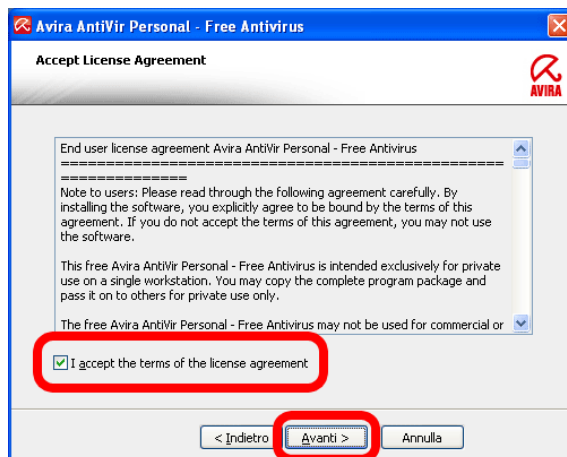 Avira AntiVir Personal - Free Antivirus
Accept License Agreement
AVIRA
End user license agreement Avira AntiVir Personal - Free Antivirus
=====================================================
===============
Note to users: Please read through the following agreement carefully. By
installing the software, you explicitly agree to be bound by the terms of this
agreement. If you do not accept the terms of this agreement, you may not use
the software.
This free Avira AntiVir Personal - Free Antivirus is intended exclusively for private
use on a single workstation. You may copy the complete program package and
pass it on to others for private use only.
The free Avira AntiVir Personal - Free Antivirus may not be used for commercial or
I accept the terms of the license agreement
< Indietro
Avanti >
Annulla